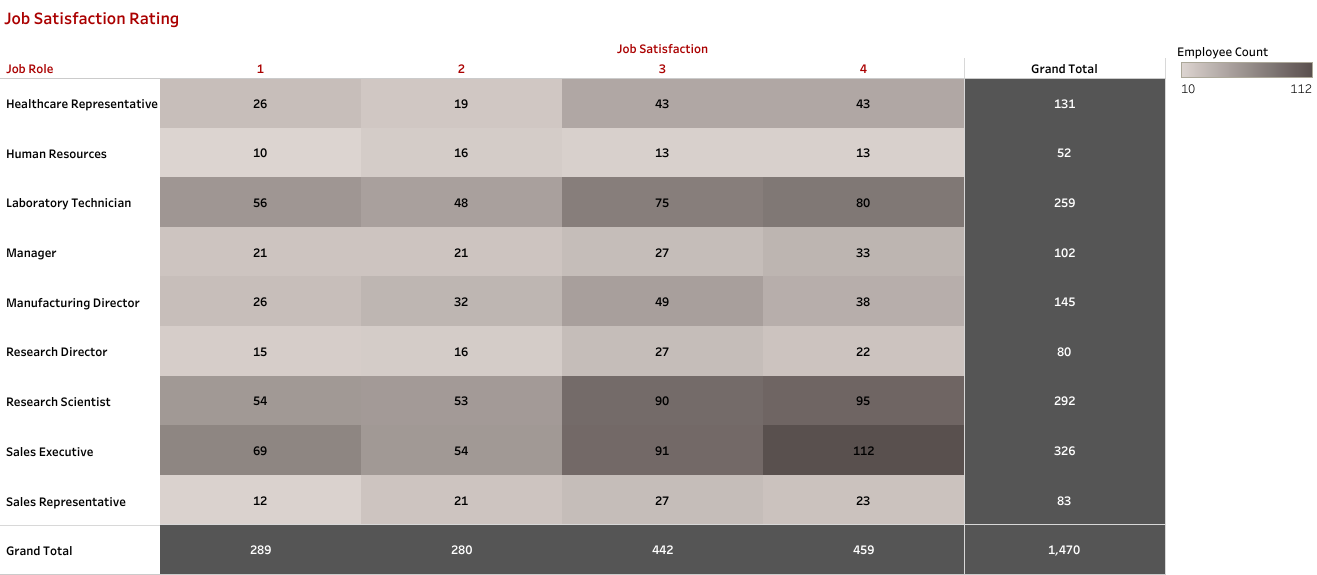 Job Satisfaction Rating
Job Satisfaction
Employee Count
Job Role 1 2 3 4 Grand Total
10 112
Healthcare Representative 26 19 43 43 131
Human Resources 10 16 13 13 52
Laboratory Technician 56 48 75 80 259
Manager 21 21 27 33 102
Manufacturing Director 26 32 49 38 145
Research Director 15 16 27 22 80
Research Scientist 54 53 90 95 292
Sales Executive 69 54 91 112 326
Sales Representative 12 21 27 23 83
Grand Total 289 280 442 459 1,470